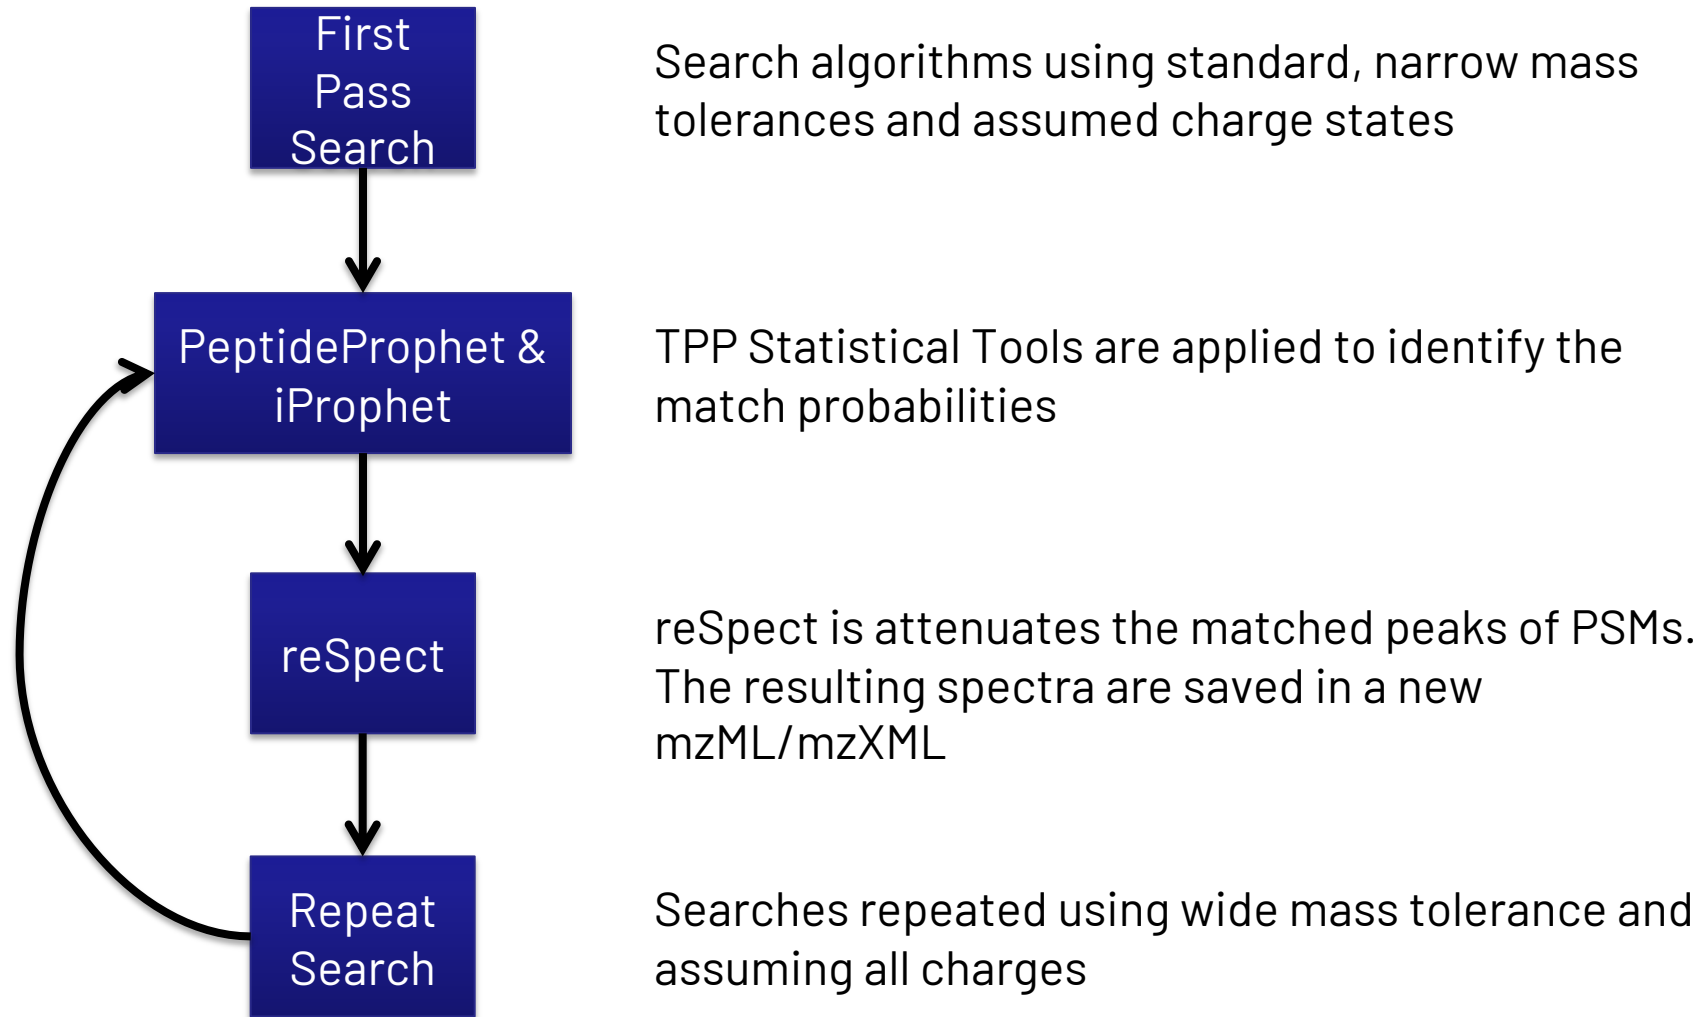 First
Pass
Search
Search algorithms using standard, narrow mass
tolerances and assumed charge states
PeptideProphet &
iProphet
TPP Statistical Tools are applied to identify the
match probabilities
reSpect
reSpect is attenuates the matched peaks of PSMs.
The resulting spectra are saved in a new
mzML/mzXML
Repeat
Search
Searches repeated using wide mass tolerance and
assuming all charges